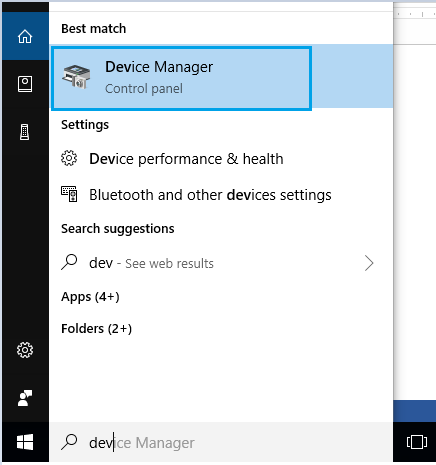 Best match
Device Manager
Control panel
Settings
Device performance & health
Bluetooth and other devices settings
Search suggestions
dev - See web results
Apps (4+)
Folders (2+)
device Manager